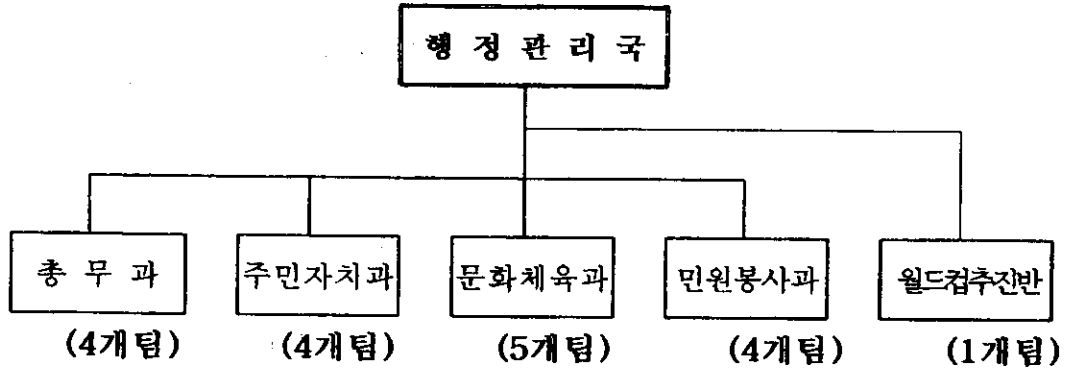 행 정 관 리 국
총 무 과
주민자치과
문화체육과
민원봉사과
월드컵추진반
(4개팀)
(4개팀)
(5개팀)
(4개팀)
(1개팀)